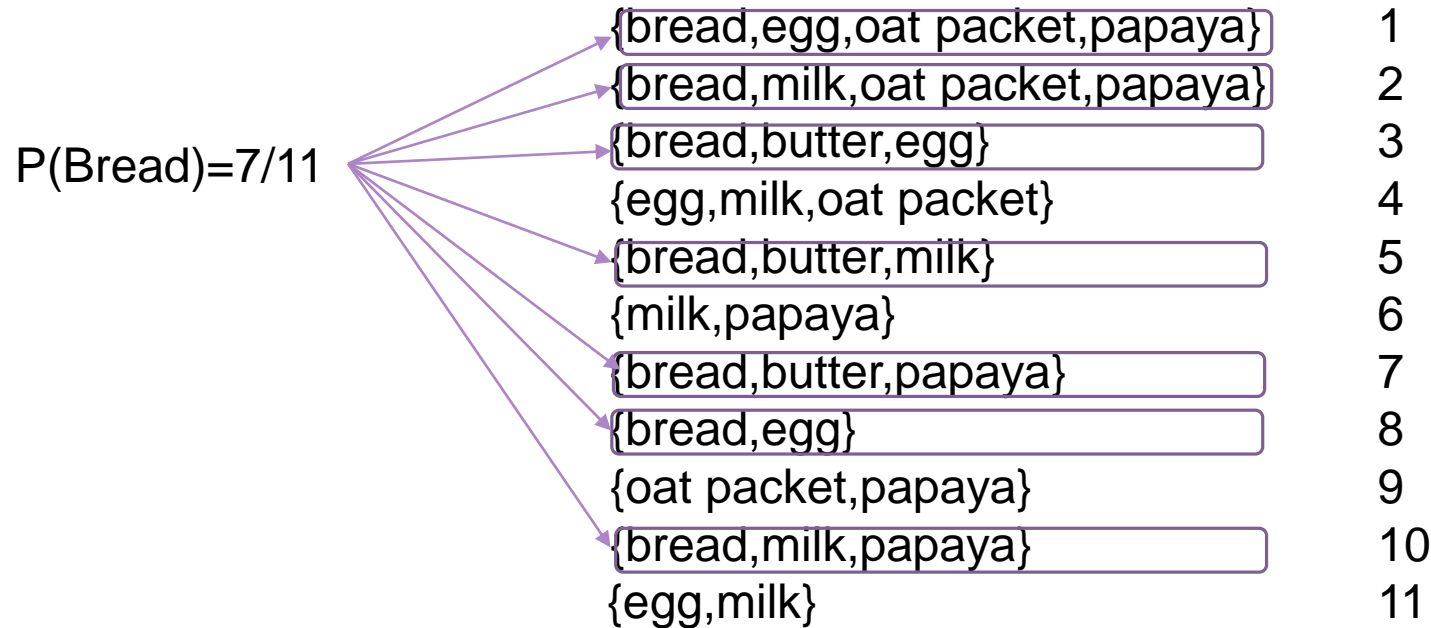 {bread,egg,oat packet,papaya} 1
{bread,milk,oat packet,papaya} 2
{bread,butter,egg} 3
P(Bread)=7/11
{egg,milk,oat packet} 4
{bread,butter,milk} 5
{milk,papaya} 6
{bread,butter,papaya} 7
{bread,egg} 8
{oat packet,papaya} 9
{bread,milk,papaya} 10
{egg,milk} 11